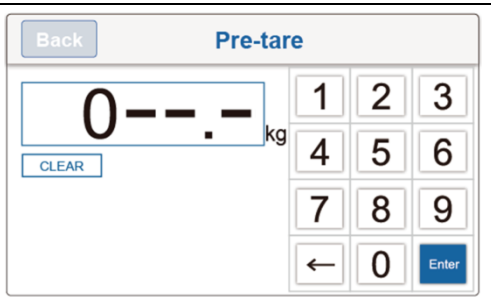 Back
Pre-tare
0--.-
kg
CLEAR
1 2 3
4 5 6
7 8 9
← 0 Enter